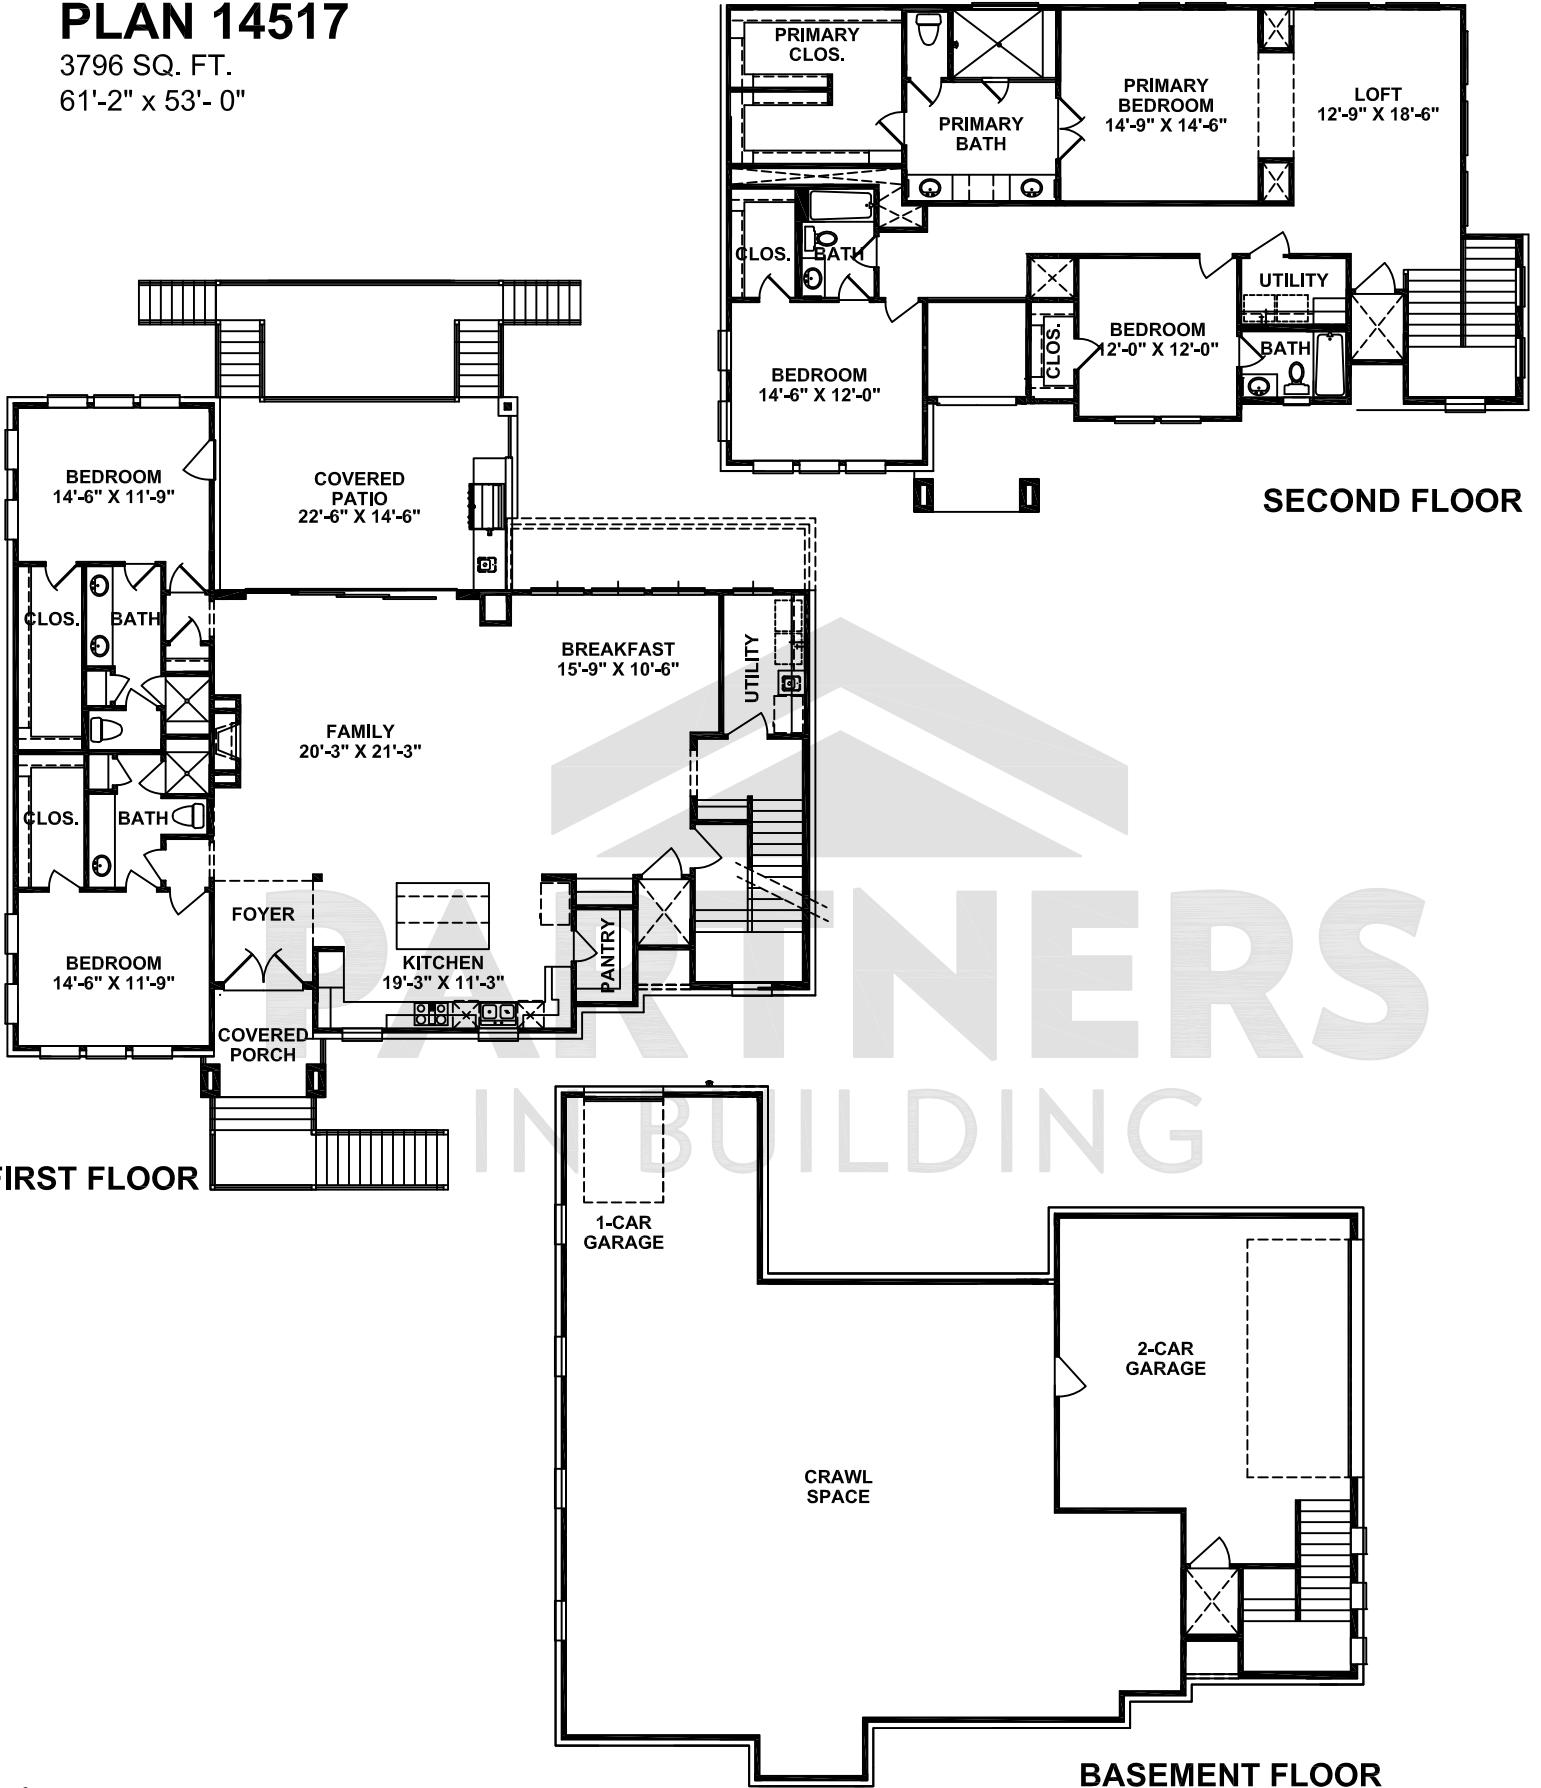 PLAN 14517
3796 SQ. FT.
61'-2" x 53'- 0"
PRIMARY
CLOS.
PRIMARY
BATH
PRIMARY
BEDROOM
14'-9" X 14'-6"
LOFT
12'-9" X 18'-6"
CLOS.
BATH
UTILITY
BEDROOM
14'-6" X 12'-0"
CLOS.
BEDROOM
12'-0" X 12'-0"
BATH
SECOND FLOOR
BEDROOM
14'-6" X 11'-9"
COVERED
PATIO
22'-6" X 14'-6"
CLOS.
BATH
BREAKFAST
15'-9" X 10'-6"
UTILITY
FAMILY
20'-3" X 21'-3"
CLOS.
BATH
FOYER
BEDROOM
14'-6" X 11'-9"
KITCHEN
19'-3" X 11'-3"
PANTRY
COVERED
PORCH
FIRST FLOOR
PARTNERS
IN BUILDING
1-CAR
GARAGE
2-CAR
GARAGE
CRAWL
SPACE
BASEMENT FLOOR